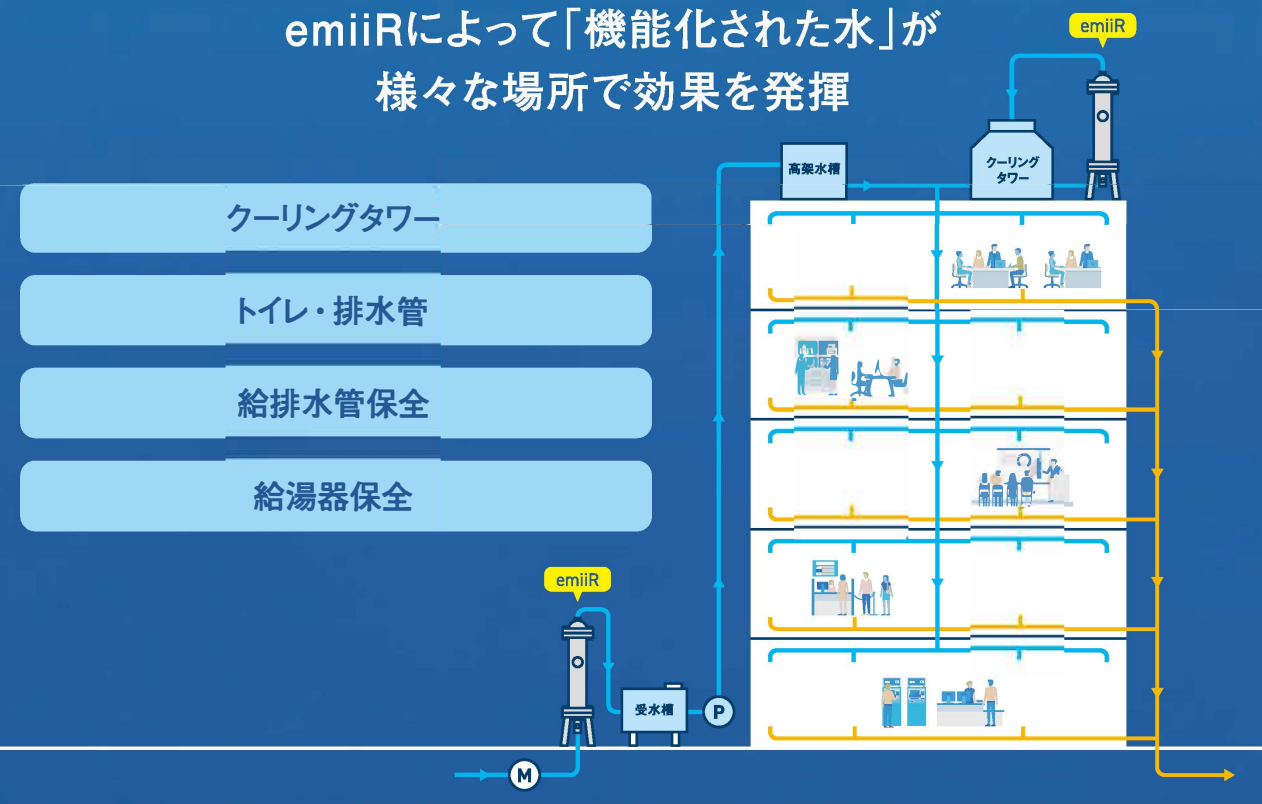 emiiRによって「機能化された水」が
様々な場所で効果を発揮
emiiR
高架水槽
クーリング
タワー
クーリングタワー
トイレ・排水管
給排水管保全
給湯器保全
emiiR
受水槽
P
M